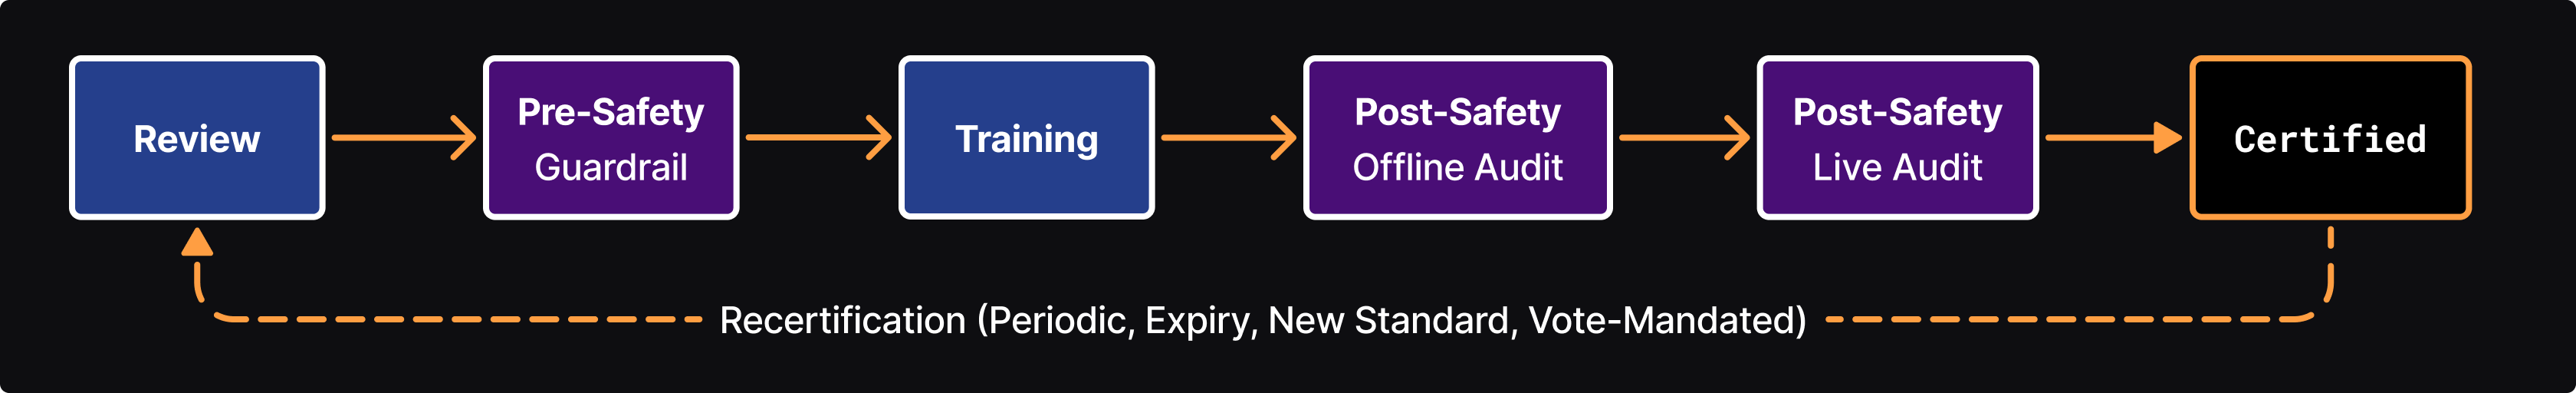 Review
Pre-Safety
Guardrail
Training
Post-Safety
Offline Audit
Post-Safety
Live Audit
Certified
Recertification (Periodic, Expiry, New Standard, Vote-Mandated)